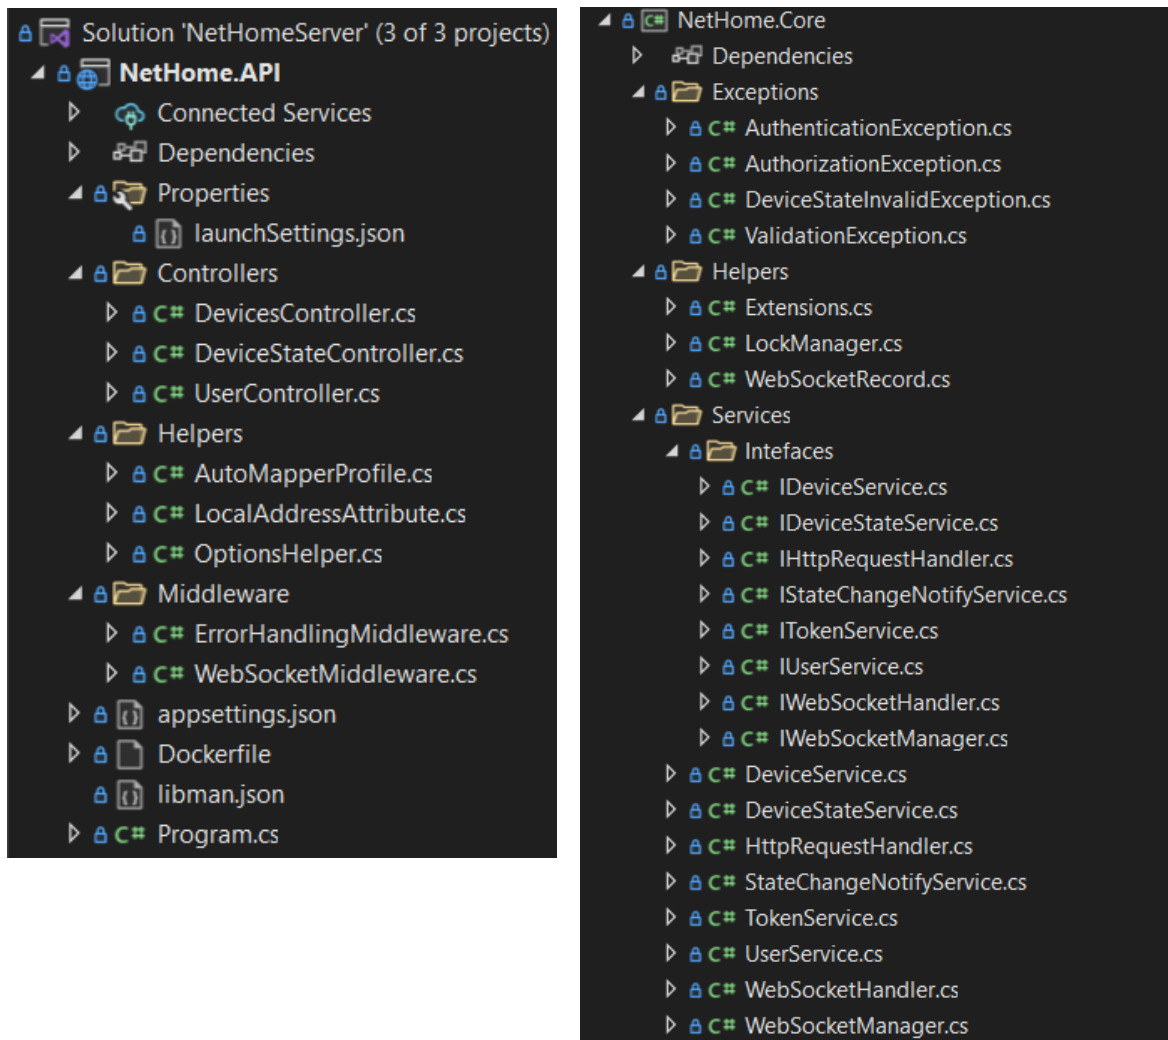 Solution 'NetHomeServer' (3 of 3 projects)
NetHome.API
Connected Services
Dependencies
Properties
launchSettings.json
Controllers
C# DevicesController.cs
C# DeviceStateController.cs
C# UserController.cs
Helpers
C# AutoMapperProfile.cs
C# LocalAddressAttribute.cs
C# OptionsHelper.cs
Middleware
C# ErrorHandlingMiddleware.cs
C# WebSocketMiddleware.cs
appsettings.json
Dockerfile
libman.json
C# Program.cs
C# NetHome.Core
Dependencies
Exceptions
C# AuthenticationException.cs
C# AuthorizationException.cs
C# DeviceStateInvalidException.cs
C# ValidationException.cs
Helpers
C# Extensions.cs
C# LockManager.cs
C# WebSocketRecord.cs
Services
Intefaces
C# IDeviceService.cs
C# IDeviceStateService.cs
C# IHttpRequestHandler.cs
C# IStateChangeNotifyService.cs
C# ITokenService.cs
C# IUserService.cs
C# IWebSocketHandler.cs
C# IWebSocketManager.cs
C# DeviceService.cs
C# DeviceStateService.cs
C# HttpRequestHandler.cs
C# StateChangeNotifyService.cs
C# TokenService.cs
C# UserService.cs
C# WebSocketHandler.cs
C# WebSocketManager.cs